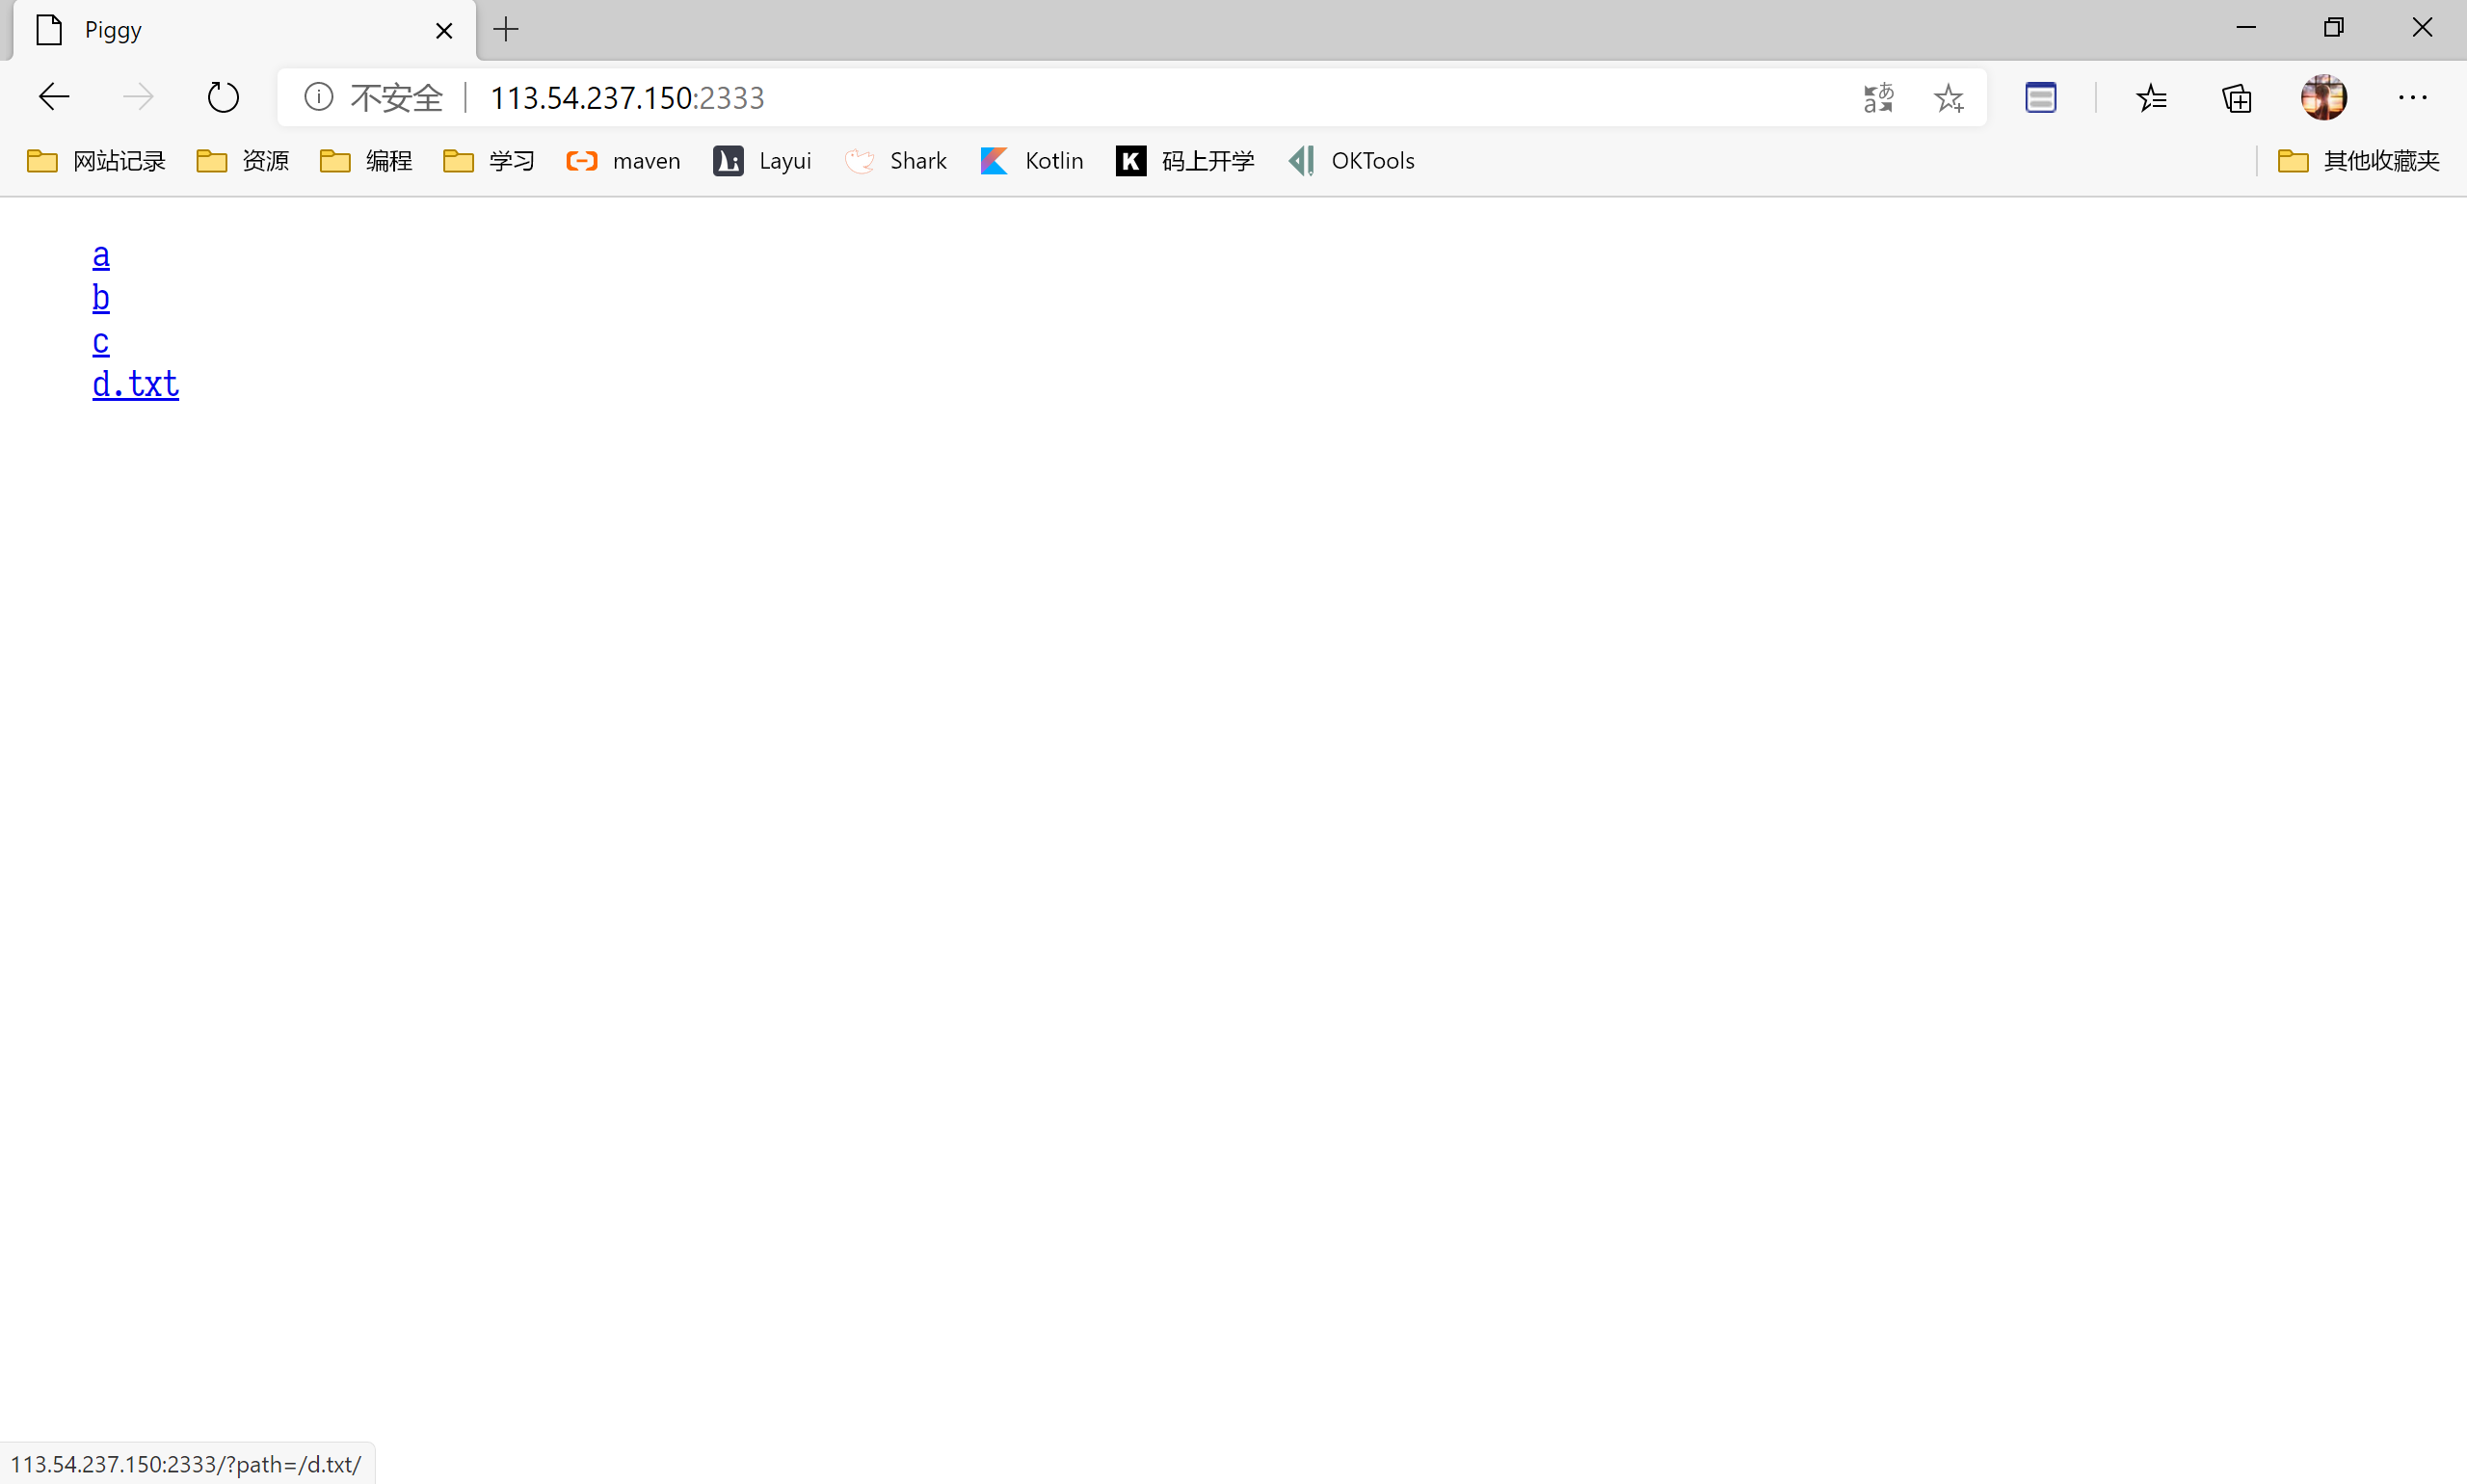 Piggy
不安全 113.54.237.150:2333
网站记录 资源 编程 学习 maven Layui Shark Kotlin 码上开学 OKTools 其他收藏夹
a
b
c
d.txt
113.54.237.150:2333/?path=/d.txt/